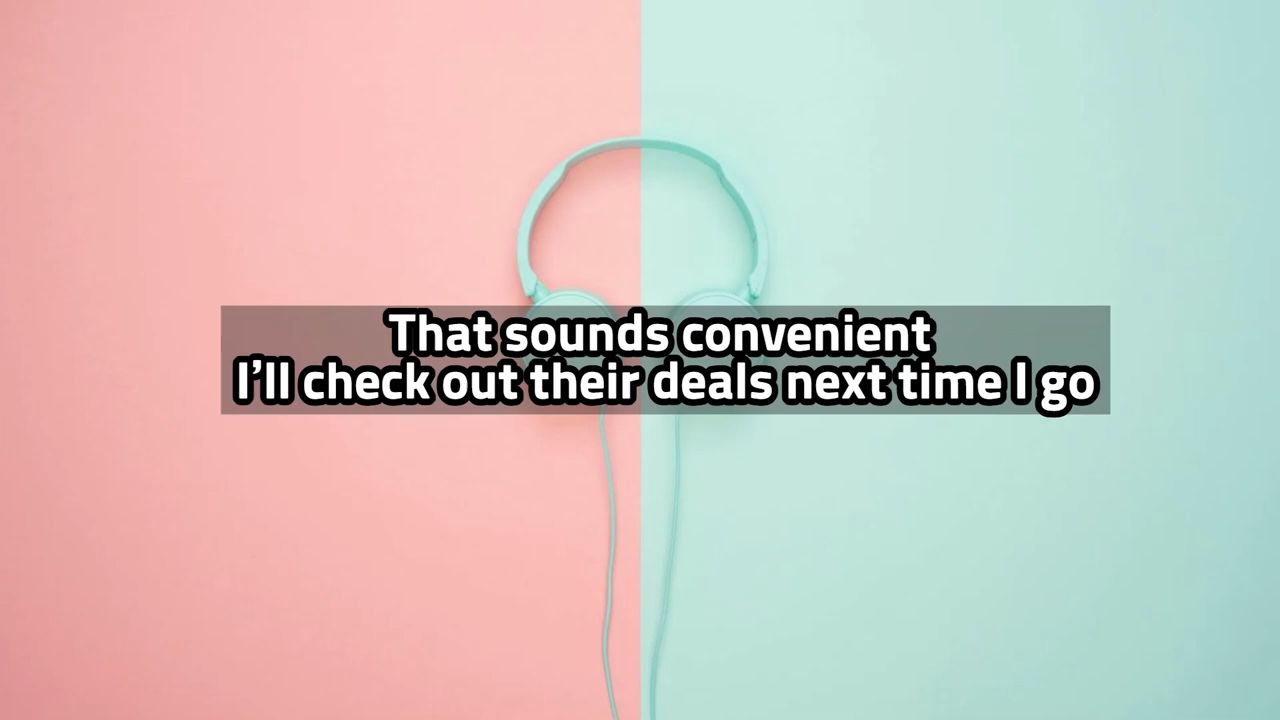 That sounds convenient
I’ll check out their deals next time I go